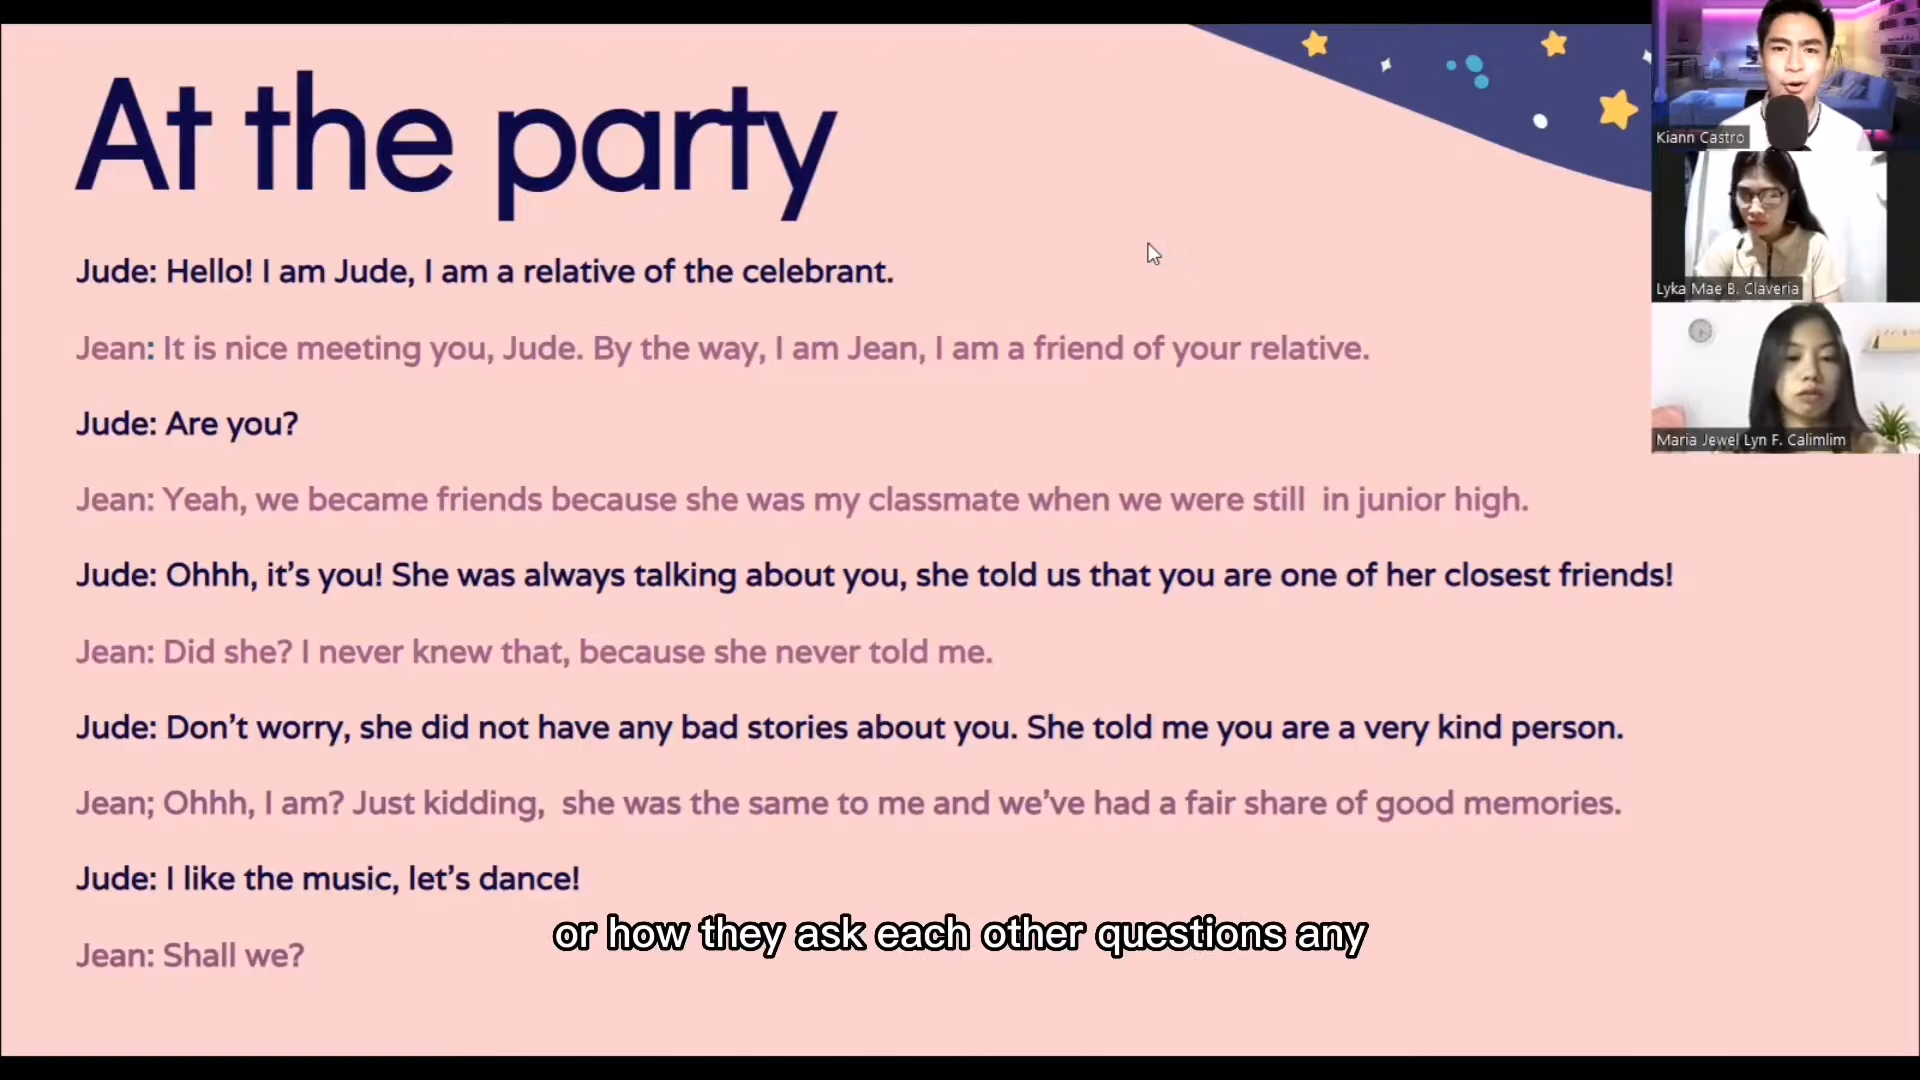 At the party
Jude: Hello! I am Jude, I am a relative of the celebrant.
Jean: It is nice meeting you, Jude. By the way, I am Jean, I am a friend of your relative.
Jude: Are you?
Jean: Yeah, we became friends because she was my classmate when we were still  in junior high.
Jude: Ohhh, it's you! She was always talking about you, she told us that you are one of her closest friends!
Jean: Did she? I never knew that, because she never told me.
Jude: Don't worry, she did not have any bad stories about you. She told me you are a very kind person.
Jean; Ohhh, I am? Just kidding,  she was the same to me and we've had a fair share of good memories.
Jude: I like the music, let's dance!
Jean: Shall we?
or how they ask each other questions any
Kiann Castro
Lyka Mae B. Claveria
Maria Jewel Lyn F. Calimlim